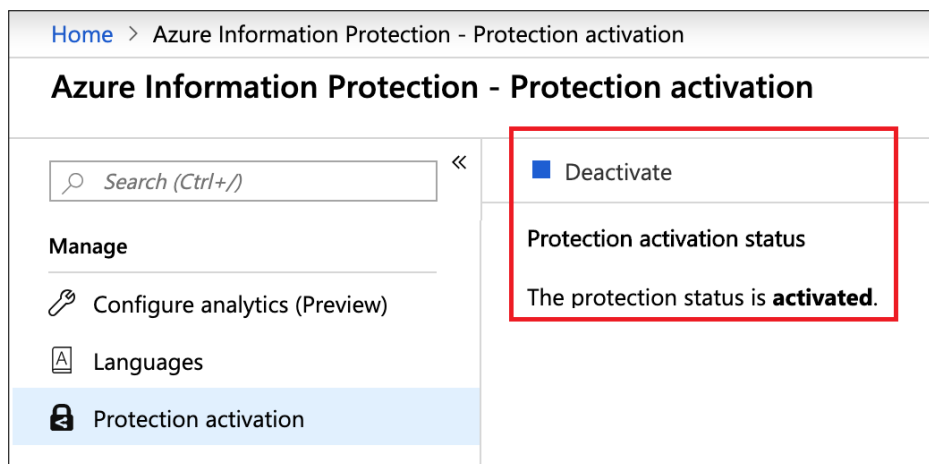 Home > Azure Information Protection - Protection activation
Azure Information Protection - Protection activation
Search (Ctrl+/)
«
Deactivate
Manage
Protection activation status
Configure analytics (Preview)
The protection status is activated.
A Languages
Protection activation